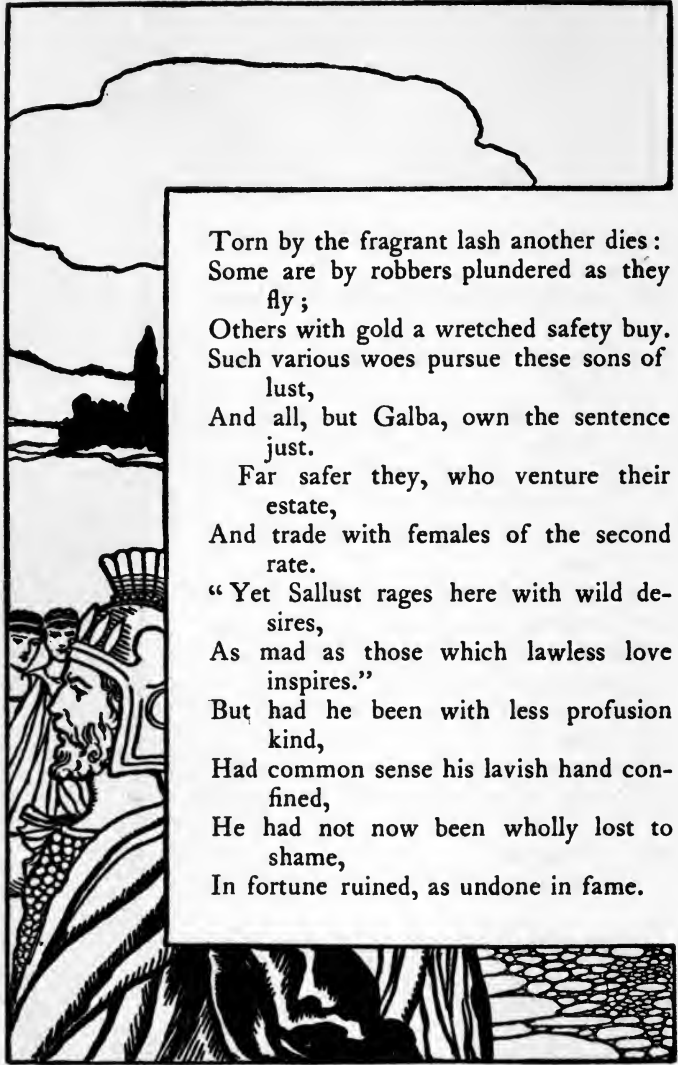 Torn by the fragrant lash another dies :
Some are by robbers plundered as they
fly ;
Others with gold a wretched safety buy.
Such various woes pursue these sons of
lust,
And all, but Galba, own the sentence
just.
Far safer they, who venture their
estate,
And trade with females of the second
rate.
“ Yet Sallust rages here with wild de-
sires,
As mad as those which lawless love
inspires.”
But had he been with less profusion
kind,
Had common sense his lavish hand con-
fined,
He had not now been wholly lost to
shame,
In fortune ruined, as undone in fame.